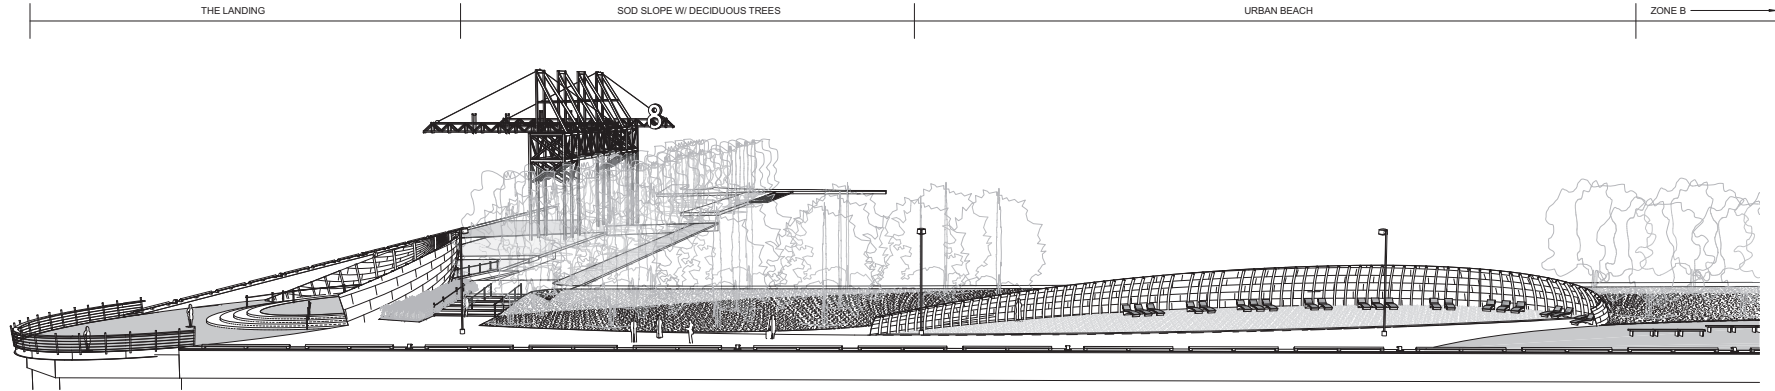 THE LANDING
SOD SLOPE W/ DECIDUOUS TREES
URBAN BEACH
ZONE B